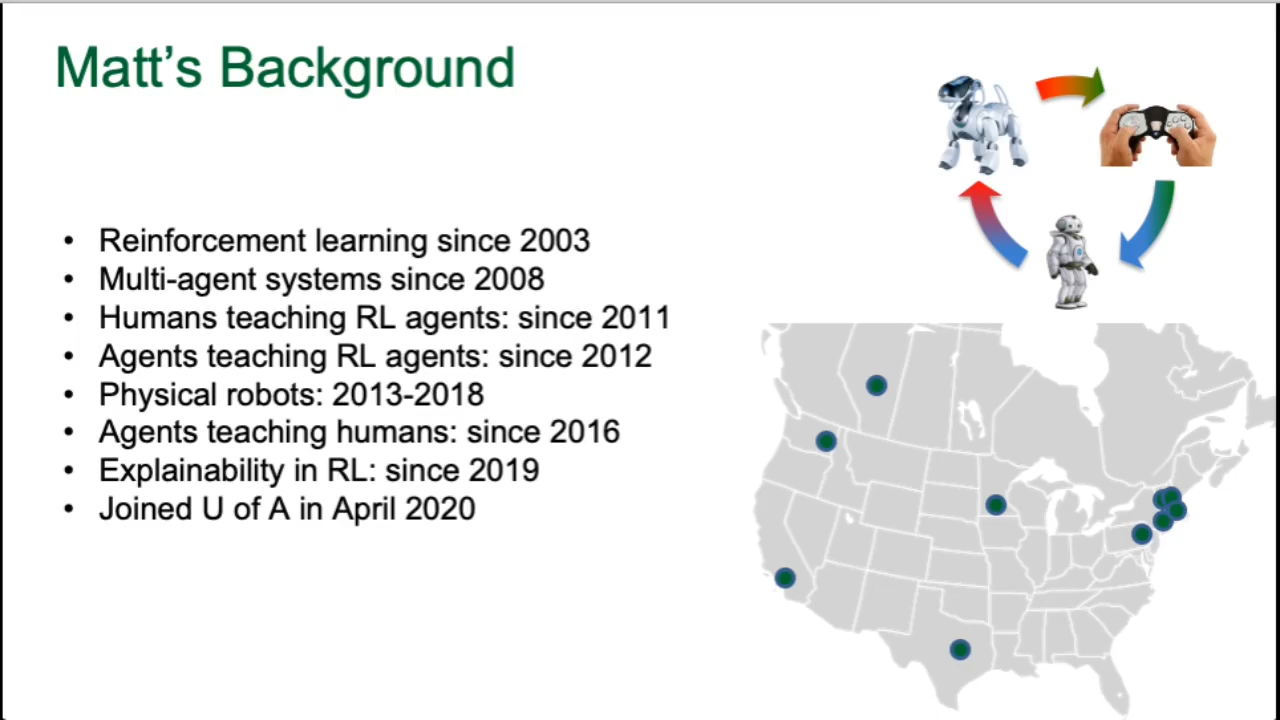 Matt's Background
• Reinforcement learning since 2003
• Multi-agent systems since 2008
• Humans teaching RL agents: since 2011
• Agents teaching RL agents: since 2012
• Physical robots: 2013-2018
• Agents teaching humans: since 2016
• Explainability in RL: since 2019
• Joined U of A in April 2020